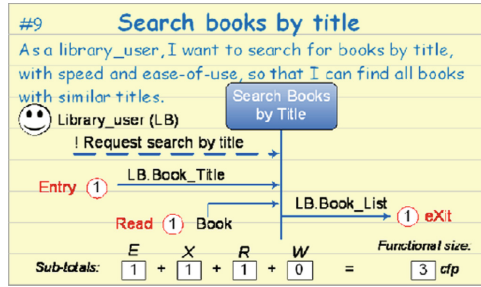 #9 Search books by title
As a library_user, I want to search for books by title,
with speed and ease-of-use, so that I can find all books
with similar titles.
Search Books
by Title
Library_user (LB)
! Request search by title
LB.Book_Title
Entry 1
LB.Book_List
1 eXit
Read 1 Book
E X R W Functional size:
Sub-totals: 1 + 1 + 1 + 0 = 3 cfp